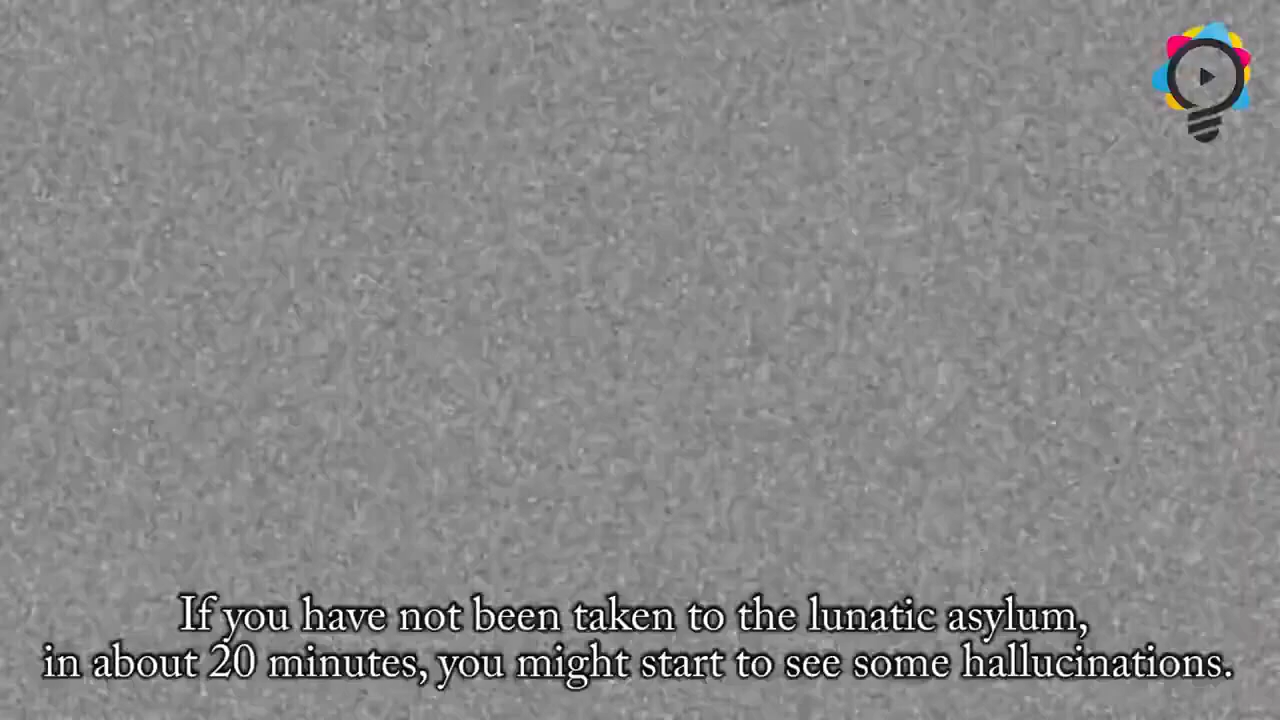 If you have not been taken to the lunatic asylum,
in about 20 minutes, you might start to see some hallucinations.